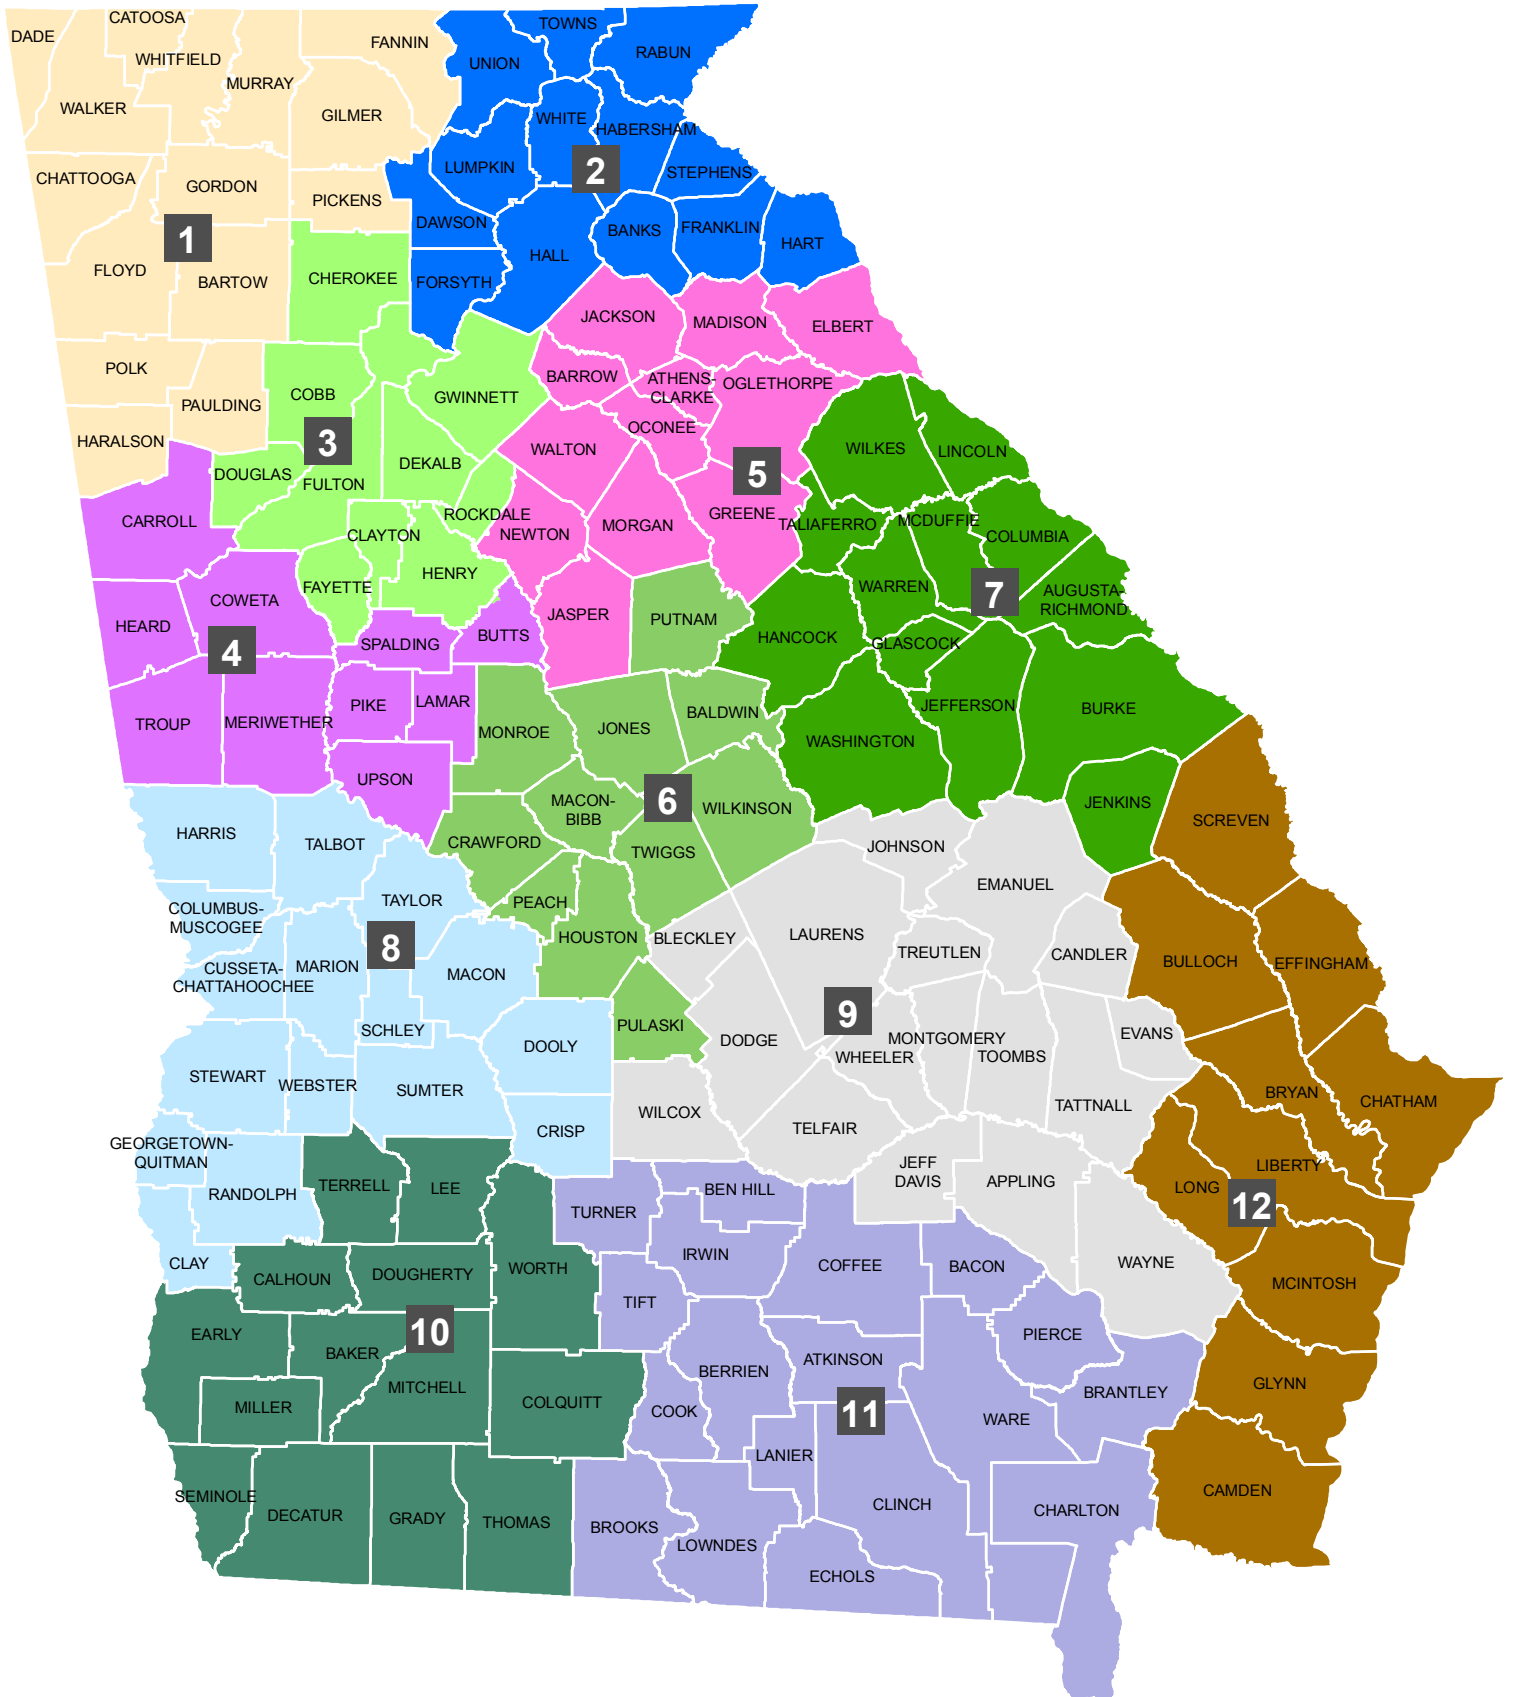 DADE
CATOOSA
WHITFIELD
FANNIN
MURRAY
WALKER
GILMER
CHATTOOGA
GORDON
PICKENS
1
FLOYD
BARTOW
POLK
PAULDING
HARALSON
TOWNS
UNION
RABUN
WHITE
HABERSHAM
LUMPKIN
2
STEPHENS
DAWSON
BANKS
FRANKLIN
HART
HALL
FORSYTH
CHEROKEE
COBB
GWINNETT
3
DEKALB
DOUGLAS
FULTON
ROCKDALE
CLAYTON
HENRY
FAYETTE
CARROLL
COWETA
HEARD
4
SPALDING
BUTTS
TROUP
MERIWETHER
PIKE
LAMAR
UPSON
JACKSON
MADISON
ELBERT
BARROW
ATHENS-
CLARKE
OGLETHORPE
OCONEE
WALTON
5
NEWTON
MORGAN
GREENE
JASPER
PUTNAM
JONES
BALDWIN
MONROE
6
MACON-
BIBB
WILKINSON
CRAWFORD
TWIGGS
PEACH
HOUSTON
PULASKI
WILKES
LINCOLN
TALIAFERRO
MCDUFFIE
COLUMBIA
WARREN
7
AUGUSTA-
RICHMOND
HANCOCK
GLASCOCK
JEFFERSON
BURKE
WASHINGTON
JENKINS
HARRIS
TALBOT
TAYLOR
COLUMBUS-
MUSCOGEE
8
CUSSETA-
CHATTAHOOCHEE
MARION
MACON
SCHLEY
DOOLY
STEWART
WEBSTER
SUMTER
CRISP
GEORGETOWN-
QUITMAN
RANDOLPH
CLAY
JOHNSON
EMANUEL
LAURENS
BLECKLEY
TREUTLEN
CANDLER
9
DODGE
MONTGOMERY
WHEELER
TOOMBS
EVANS
WILCOX
TELFAIR
TATTNALL
JEFF
DAVIS
APPLING
WAYNE
TERRELL
LEE
CALHOUN
DOUGHERTY
WORTH
EARLY
10
BAKER
MITCHELL
MILLER
COLQUITT
SEMINOLE
DECATUR
GRADY
THOMAS
TURNER
BEN HILL
IRWIN
COFFEE
BACON
TIFT
PIERCE
BERRIEN
ATKINSON
BRANTLEY
COOK
11
WARE
LANIER
CLINCH
CHARLTON
BROOKS
LOWNDES
ECHOLS
SCREVEN
BULLOCH
EFFINGHAM
BRYAN
CHATHAM
LIBERTY
LONG
12
MCINTOSH
GLYNN
CAMDEN